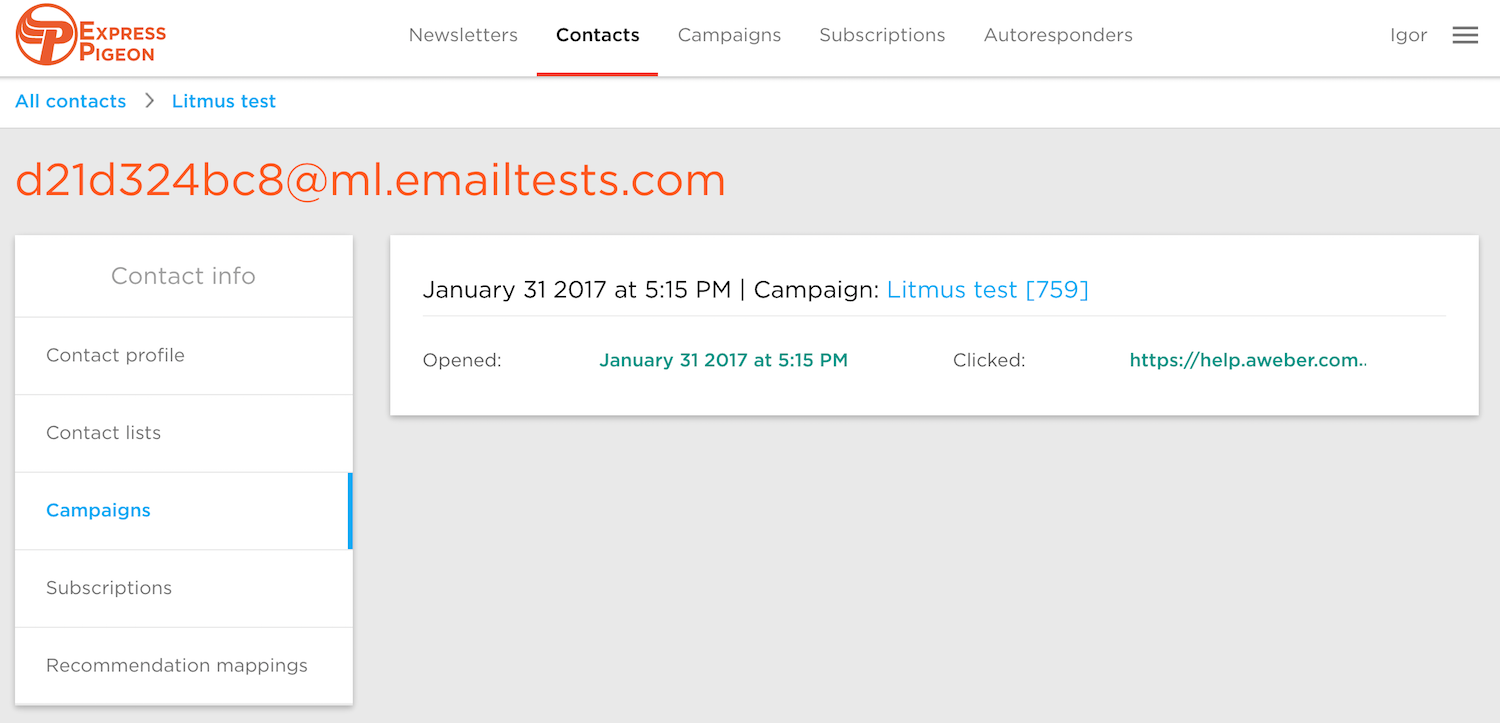 EXPRESS
PIGEON
Newsletters
Contacts
Campaigns
Subscriptions
Autoresponders
Igor
All contacts
Litmus test
d21d324bc8@ml.emailtests.com
Contact info
Contact profile
Contact lists
Campaigns
Subscriptions
Recommendation mappings
January 31 2017 at 5:15 PM | Campaign: Litmus test [759]
Opened: January 31 2017 at 5:15 PM Clicked: https://help.aweber.com..